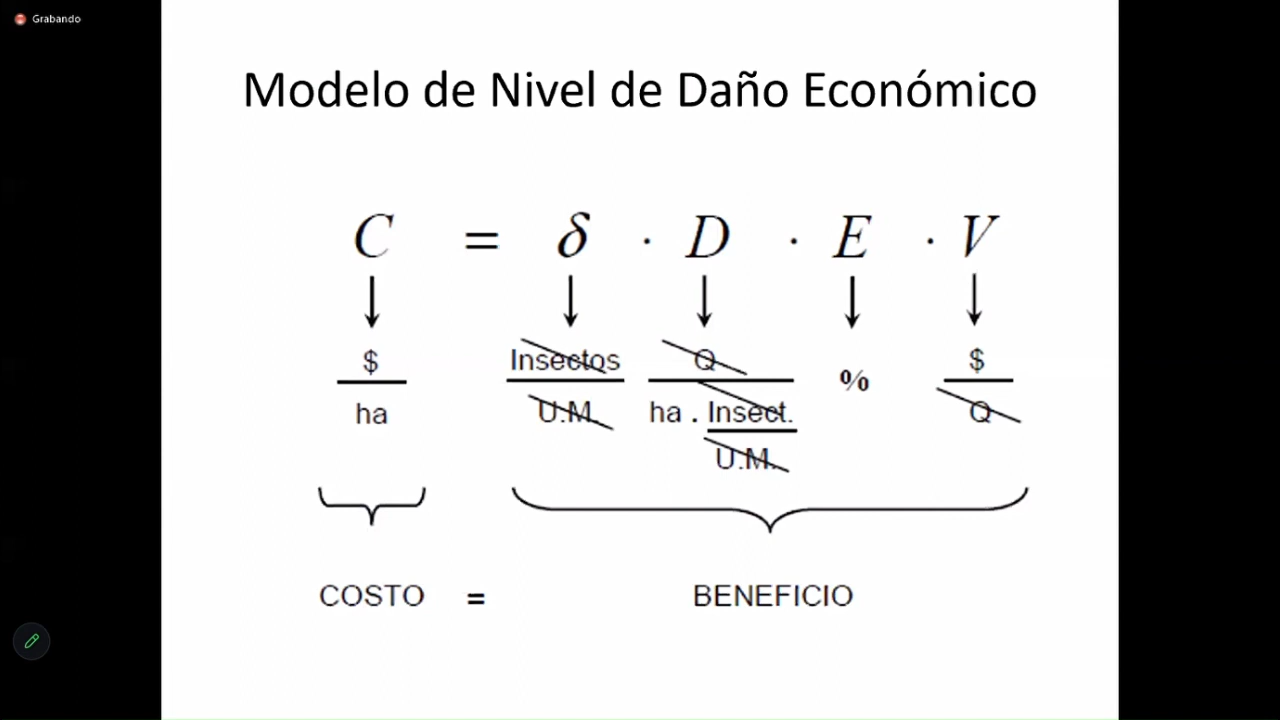 Grabando
Modelo de Nivel de Daño Económico
C = δ · D · E · V
$ Insectos Q % $
ha U.M. ha . Insect. Q
U.M.
COSTO = BENEFICIO